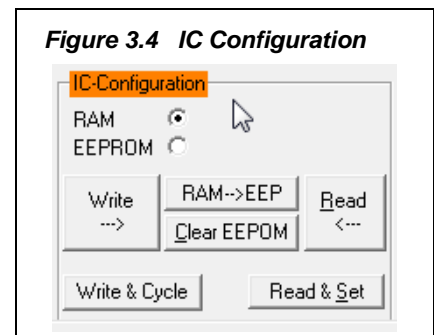 Figure 3.4 IC Configuration
IC-Configuration
RAM
EEPROM
Write
--->
RAM-->EEP
Clear EEPOM
Read
<---
Write & Cycle
Read & Set